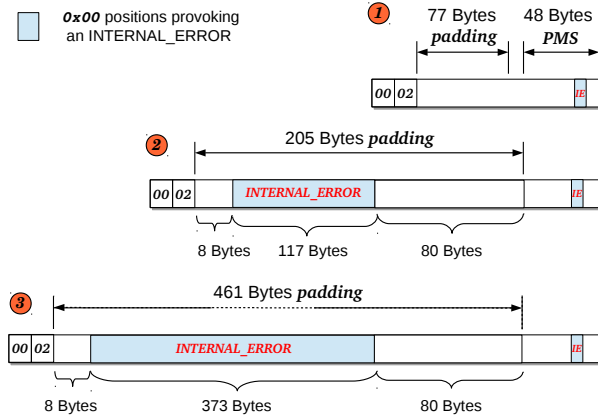 0x00 positions provoking
an INTERNAL_ERROR
1
77 Bytes
padding
48 Bytes
PMS
00 02
IE
2
205 Bytes padding
00 02
INTERNAL_ERROR
IE
8 Bytes
117 Bytes
80 Bytes
3
461 Bytes padding
00 02
INTERNAL_ERROR
IE
8 Bytes
373 Bytes
80 Bytes